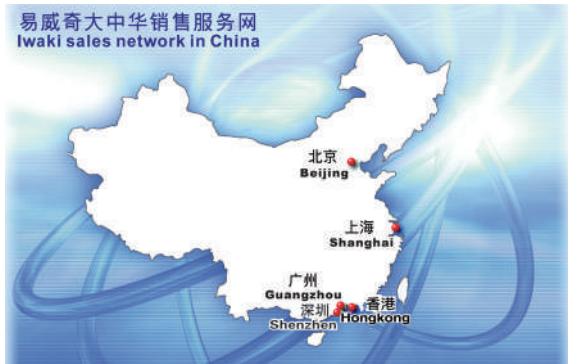 易威奇大中华销售服务网
Iwaki sales network in China
北京
Beijing
上海
Shanghai
广州
Guangzhou
深圳
Shenzhen
香港
Hongkong